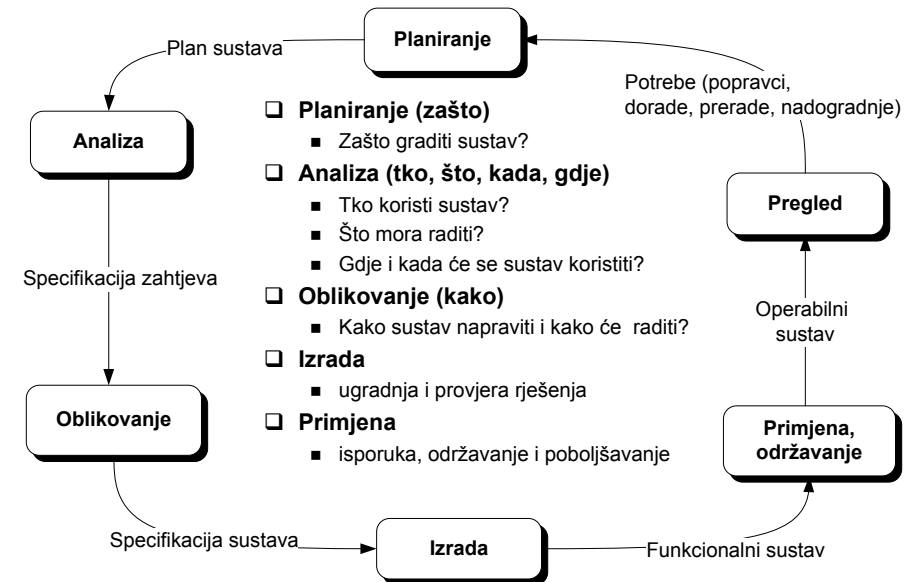 Planiranje
Plan sustava
Potrebe (popravci,
dorade, prerade, nadogradnje)
Analiza
❑ Planiranje (zašto)
■ Zašto graditi sustav?
❑ Analiza (tko, što, kada, gdje)
■ Tko koristi sustav?
■ Što mora raditi?
■ Gdje i kada će se sustav koristiti?
❑ Oblikovanje (kako)
■ Kako sustav napraviti i kako će raditi?
❑ Izrada
■ ugradnja i provjera rješenja
❑ Primjena
■ isporuka, održavanje i poboljšavanje
Pregled
Specifikacija zahtjeva
Operabilni
sustav
Oblikovanje
Primjena,
održavanje
Specifikacija sustava
Izrada
Funkcionalni sustav